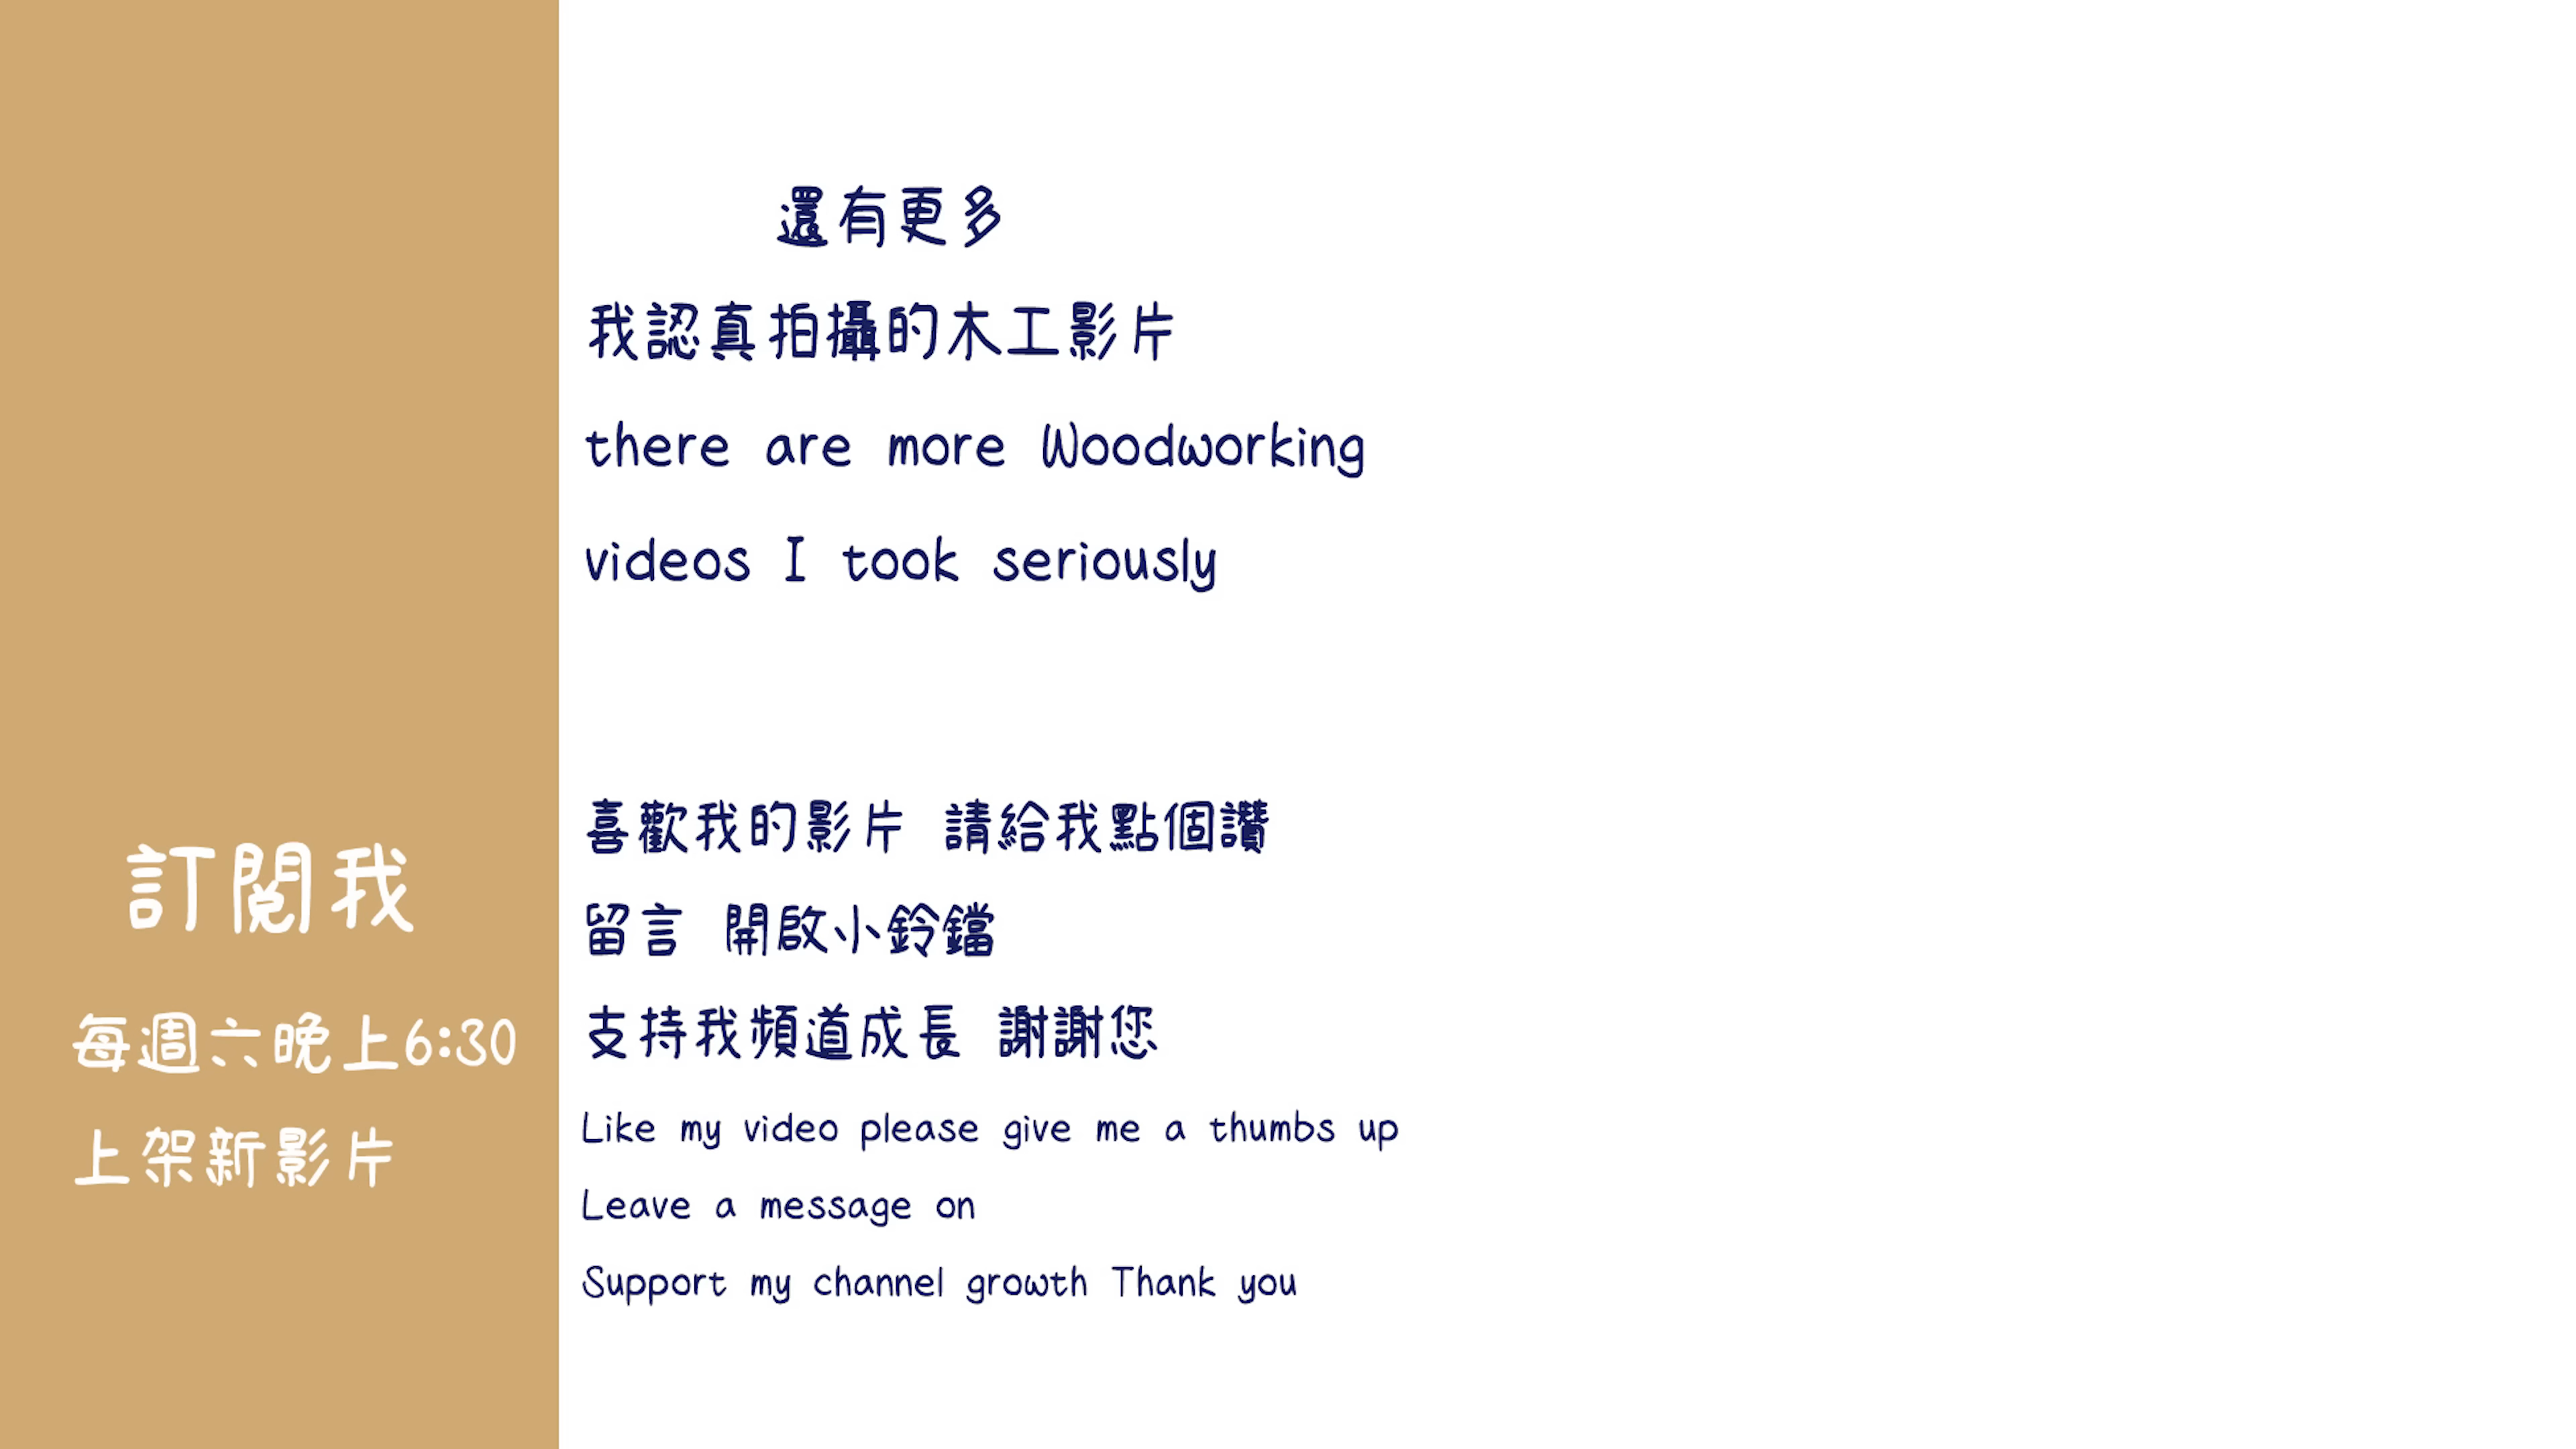 還有更多
我認真拍攝的木工影片
there are more Woodworking
videos I took seriously
喜歡我的影片 請給我點個讚
留言 開啟小鈴鐺
支持我頻道成長 謝謝您
Like my video please give me a thumbs up
Leave a message on
Support my channel growth Thank you
訂閱我
每週六晚上6:30
上架新影片